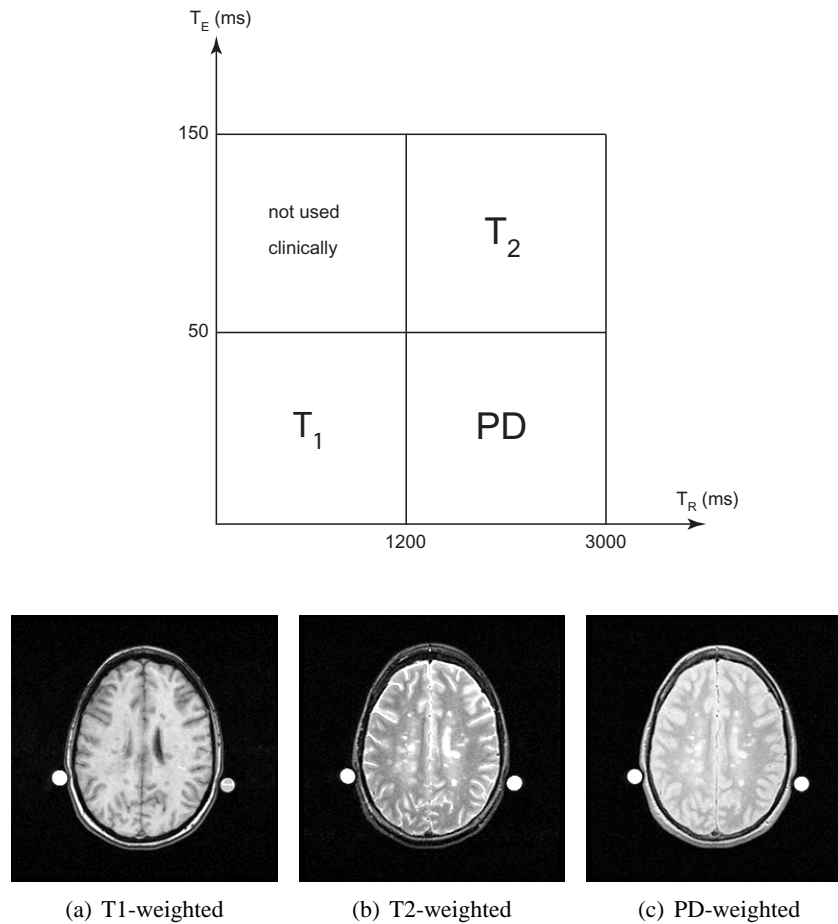 T_E (ms)
150
not used
clinically
T_2
50
T_1
PD
T_R (ms)
1200
3000
(a) T1-weighted
(b) T2-weighted
(c) PD-weighted